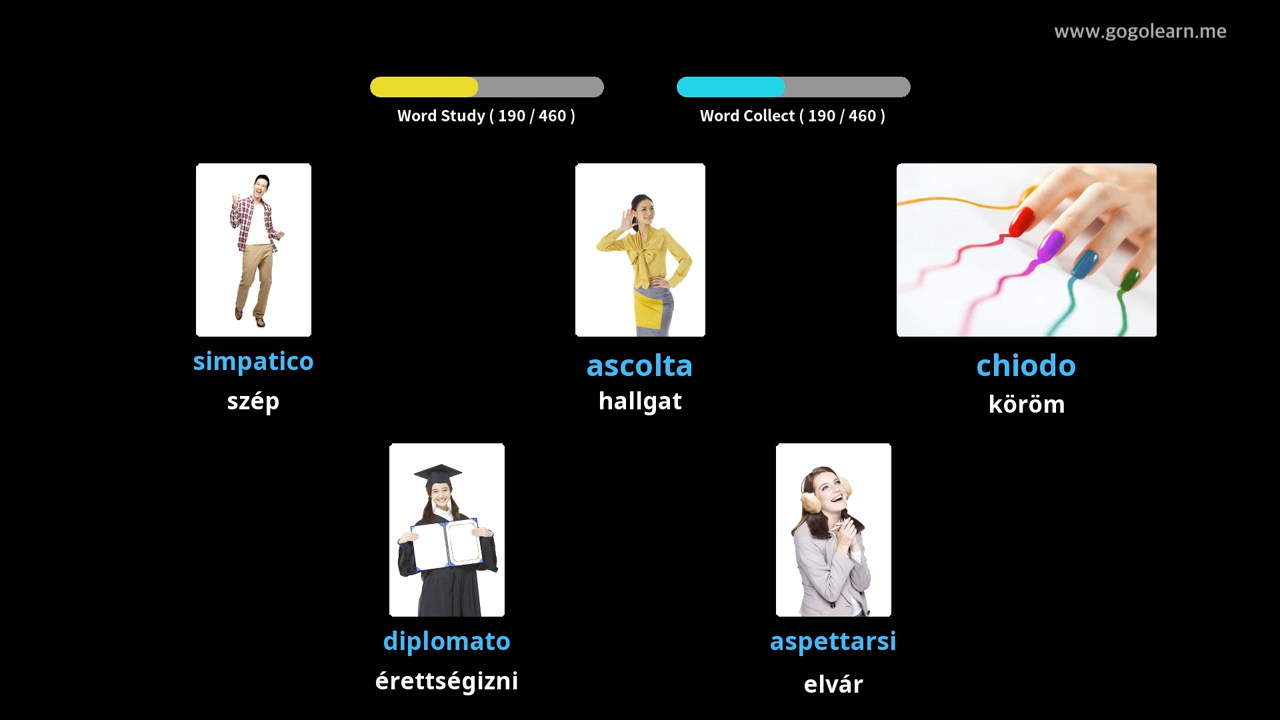 www.gogolearn.me
Word Study ( 190 / 460 )
Word Collect ( 190 / 460 )
simpatico
szép
ascolta
hallgat
chiodo
köröm
diplomato
érettségizni
aspettarsi
elvár